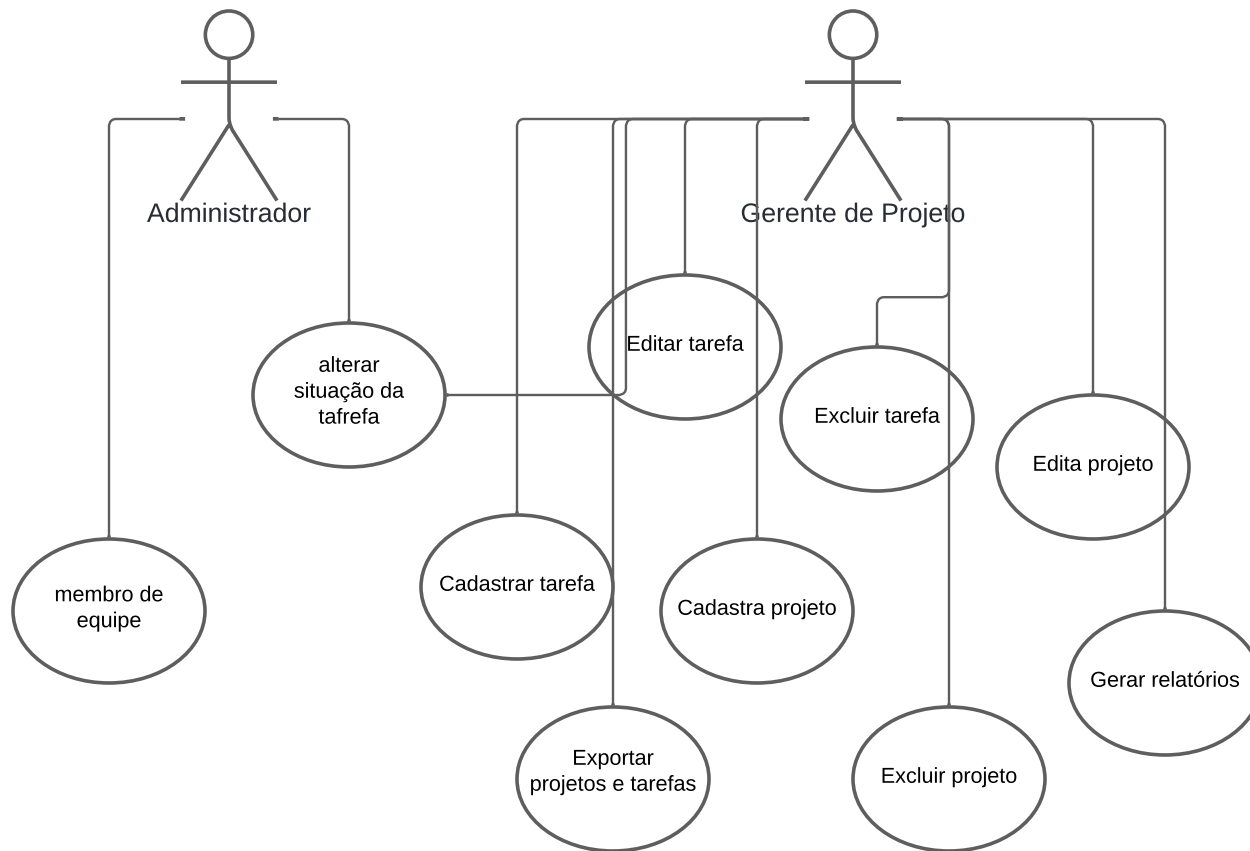 Administrador
Gerente de Projeto
Editar tarefa
alterar
situação da
tafrefa
Excluir tarefa
Edita projeto
Cadastrar tarefa
membro de
equipe
Cadastra projeto
Gerar relatórios
Exportar
projetos e tarefas
Excluir projeto